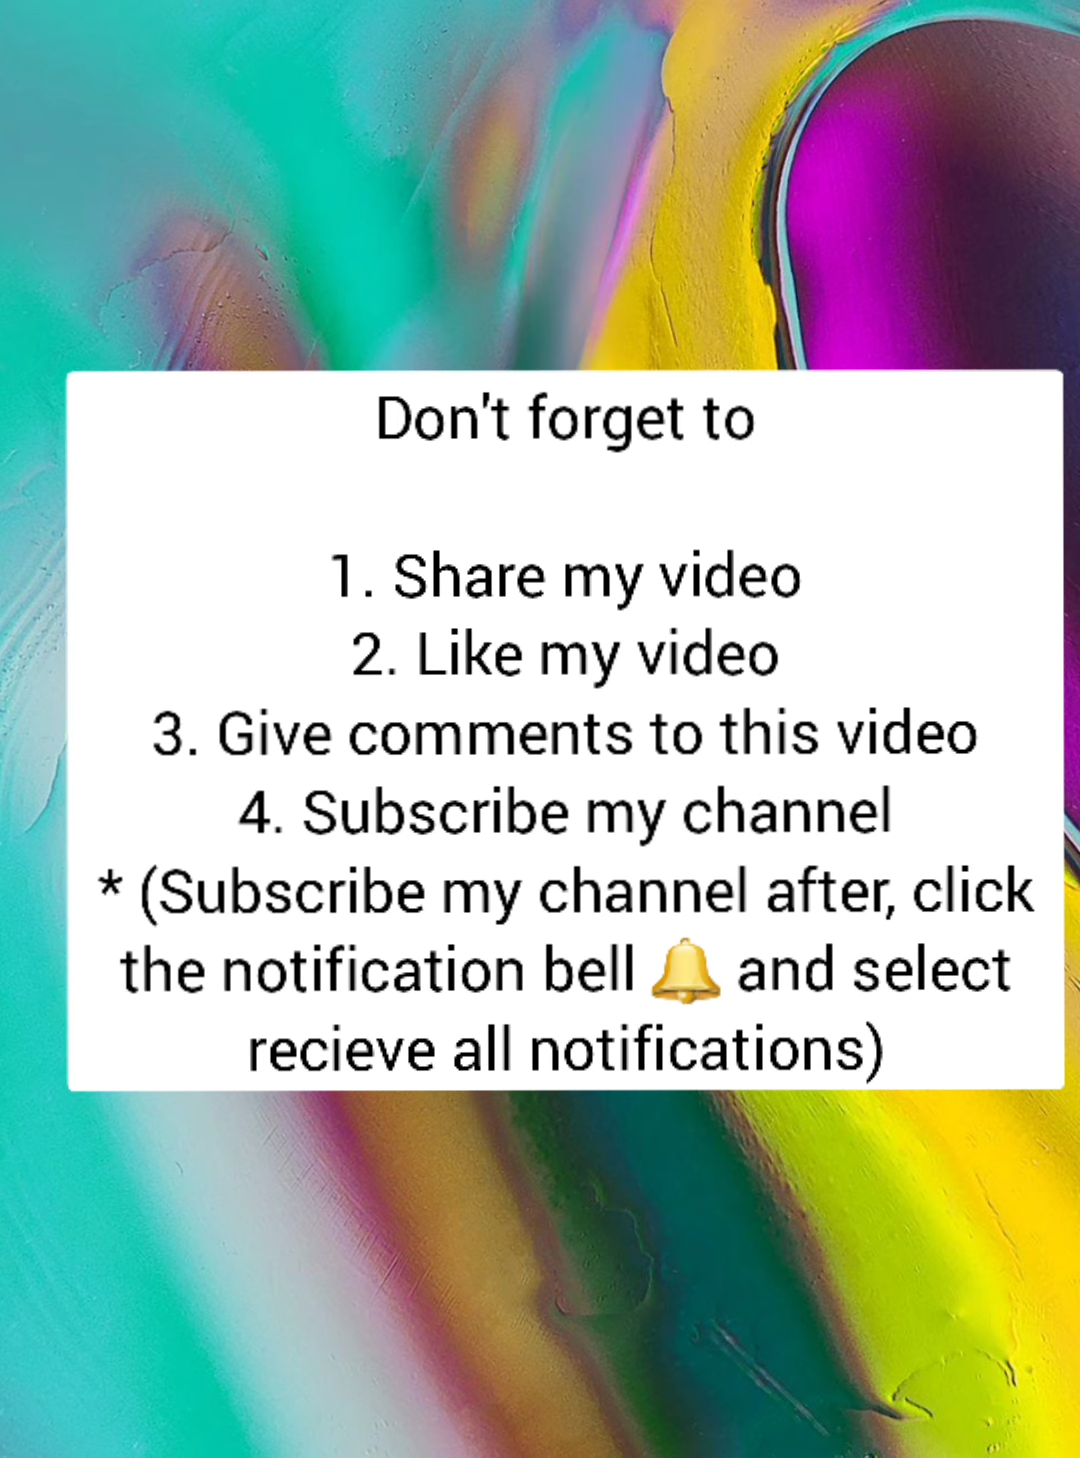 Don't forget to
1. Share my video
2. Like my video
3. Give comments to this video
4. Subscribe my channel
* (Subscribe my channel after, click
the notification bell 🔔 and select
recieve all notifications)